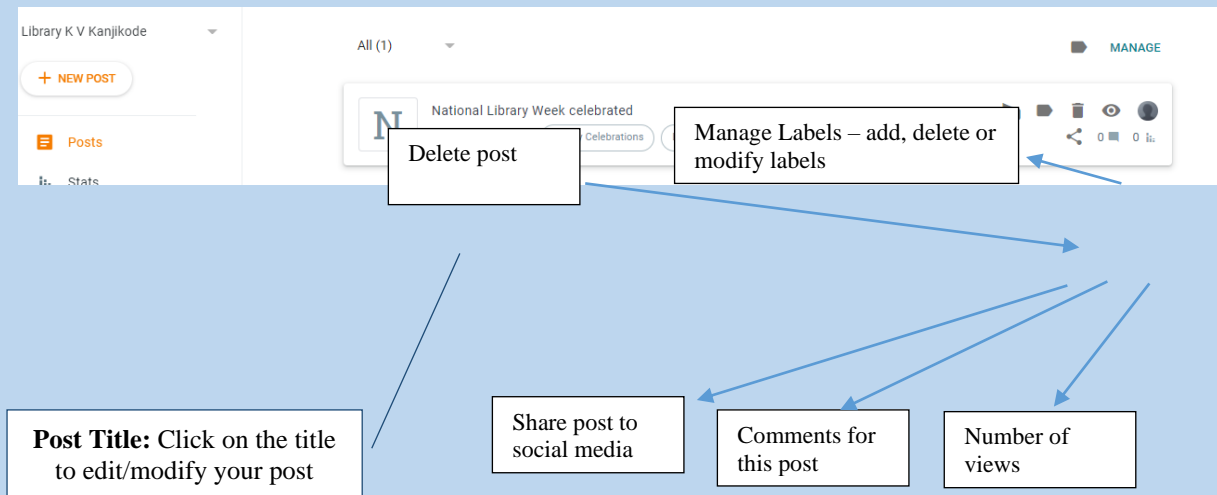 Library K V Kanjikode
All (1)
MANAGE
+ NEW POST
National Library Week celebrated
N
Celebrations
Posts
Stats
Delete post
Manage Labels – add, delete or
modify labels
0
0
Post Title: Click on the title
to edit/modify your post
Share post to
social media
Comments for
this post
Number of
views